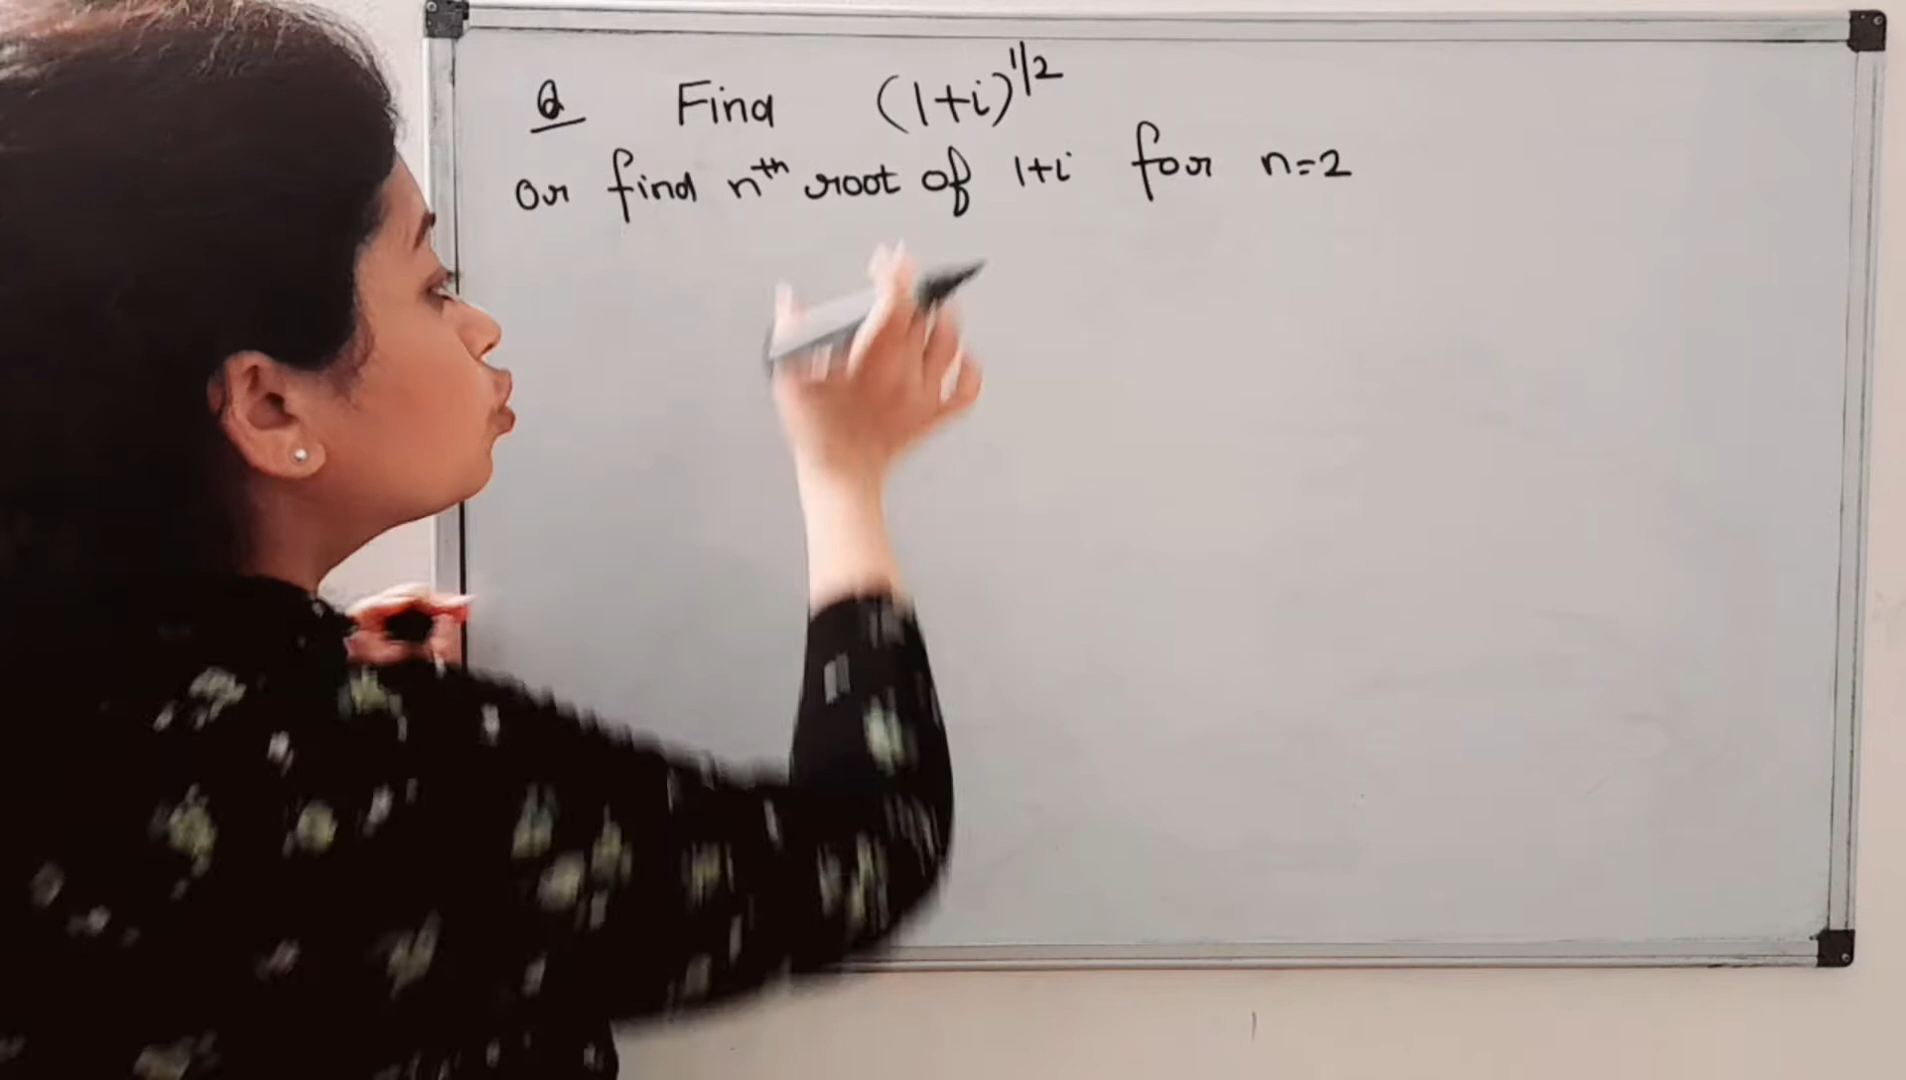 Q Find (1+i)^1/2
Or find n^th root of 1+i for n=2